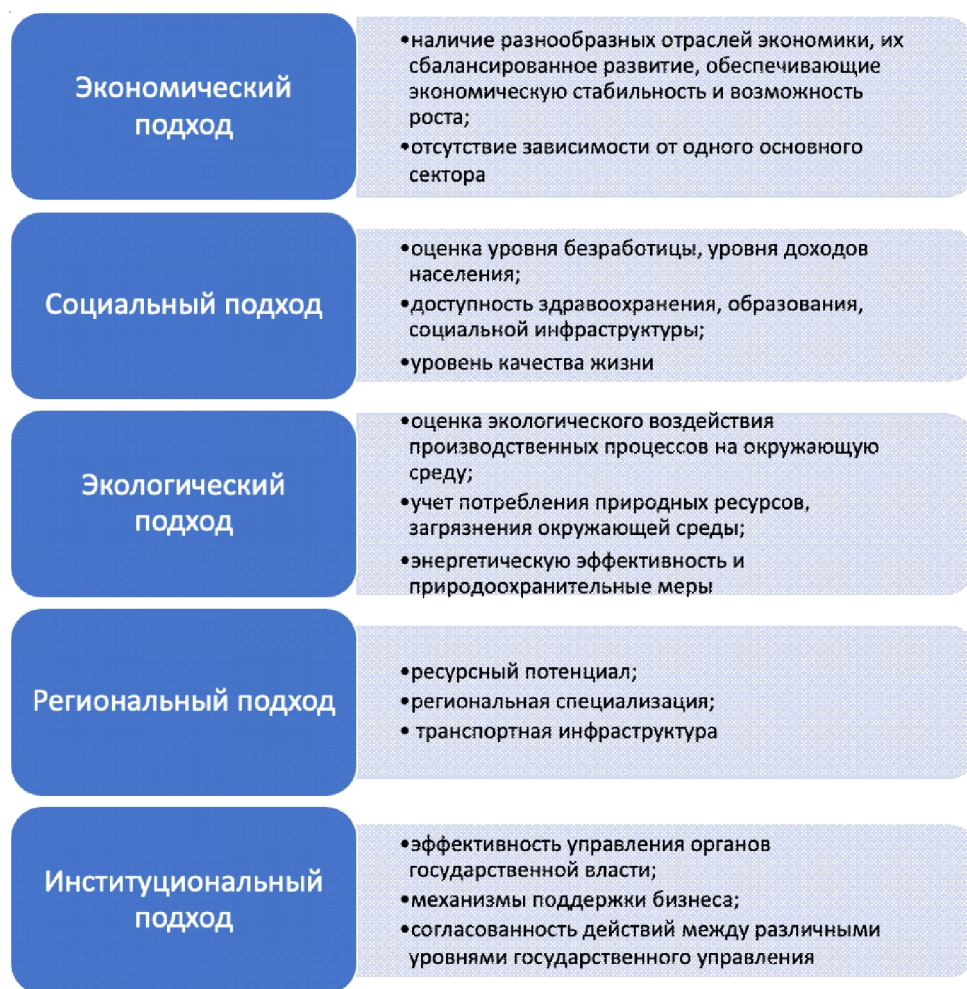 Экономический
подход
•наличие разнообразных отраслей экономики, их
сбалансированное развитие, обеспечивающие
экономическую стабильность и возможность
роста;
•отсутствие зависимости от одного основного
сектора
Социальный подход
•оценка уровня безработицы, уровня доходов
населения;
•доступность здравоохранения, образования,
социальной инфраструктуры;
•уровень качества жизни
Экологический
подход
•оценка экологического воздействия
производственных процессов на окружающую
среду;
•учет потребления природных ресурсов,
загрязнения окружающей среды;
•энергетическую эффективность и
природоохранительные меры
Региональный подход
•ресурсный потенциал;
•региональная специализация;
• транспортная инфраструктура
Институциональный
подход
•эффективность управления органов
государственной власти;
•механизмы поддержки бизнеса;
•согласованность действий между различными
уровнями государственного управления